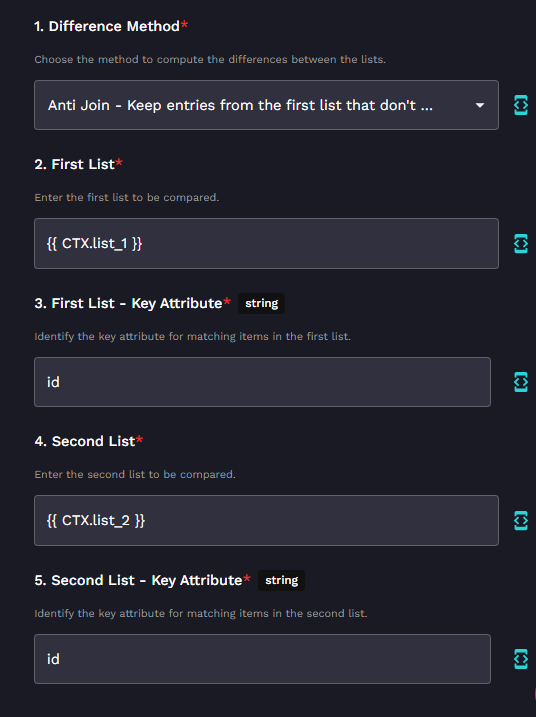 1. Difference Method*
Choose the method to compute the differences between the lists.
Anti Join - Keep entries from the first list that don't ...
2. First List*
Enter the first list to be compared.
{{ CTX.list_1 }}
3. First List - Key Attribute* string
Identify the key attribute for matching items in the first list.
id
4. Second List*
Enter the second list to be compared.
{{ CTX.list_2 }}
5. Second List - Key Attribute* string
Identify the key attribute for matching items in the second list.
id